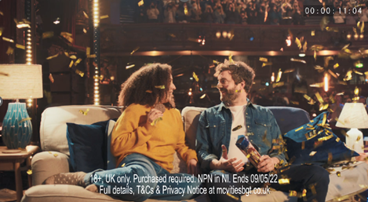 00:00:11:04
18+, UK only. Purchased required. NPN in NI. Ends 09/05/22
Full details, T&Cs & Privacy Notice at mcvitiesbgt.co.uk